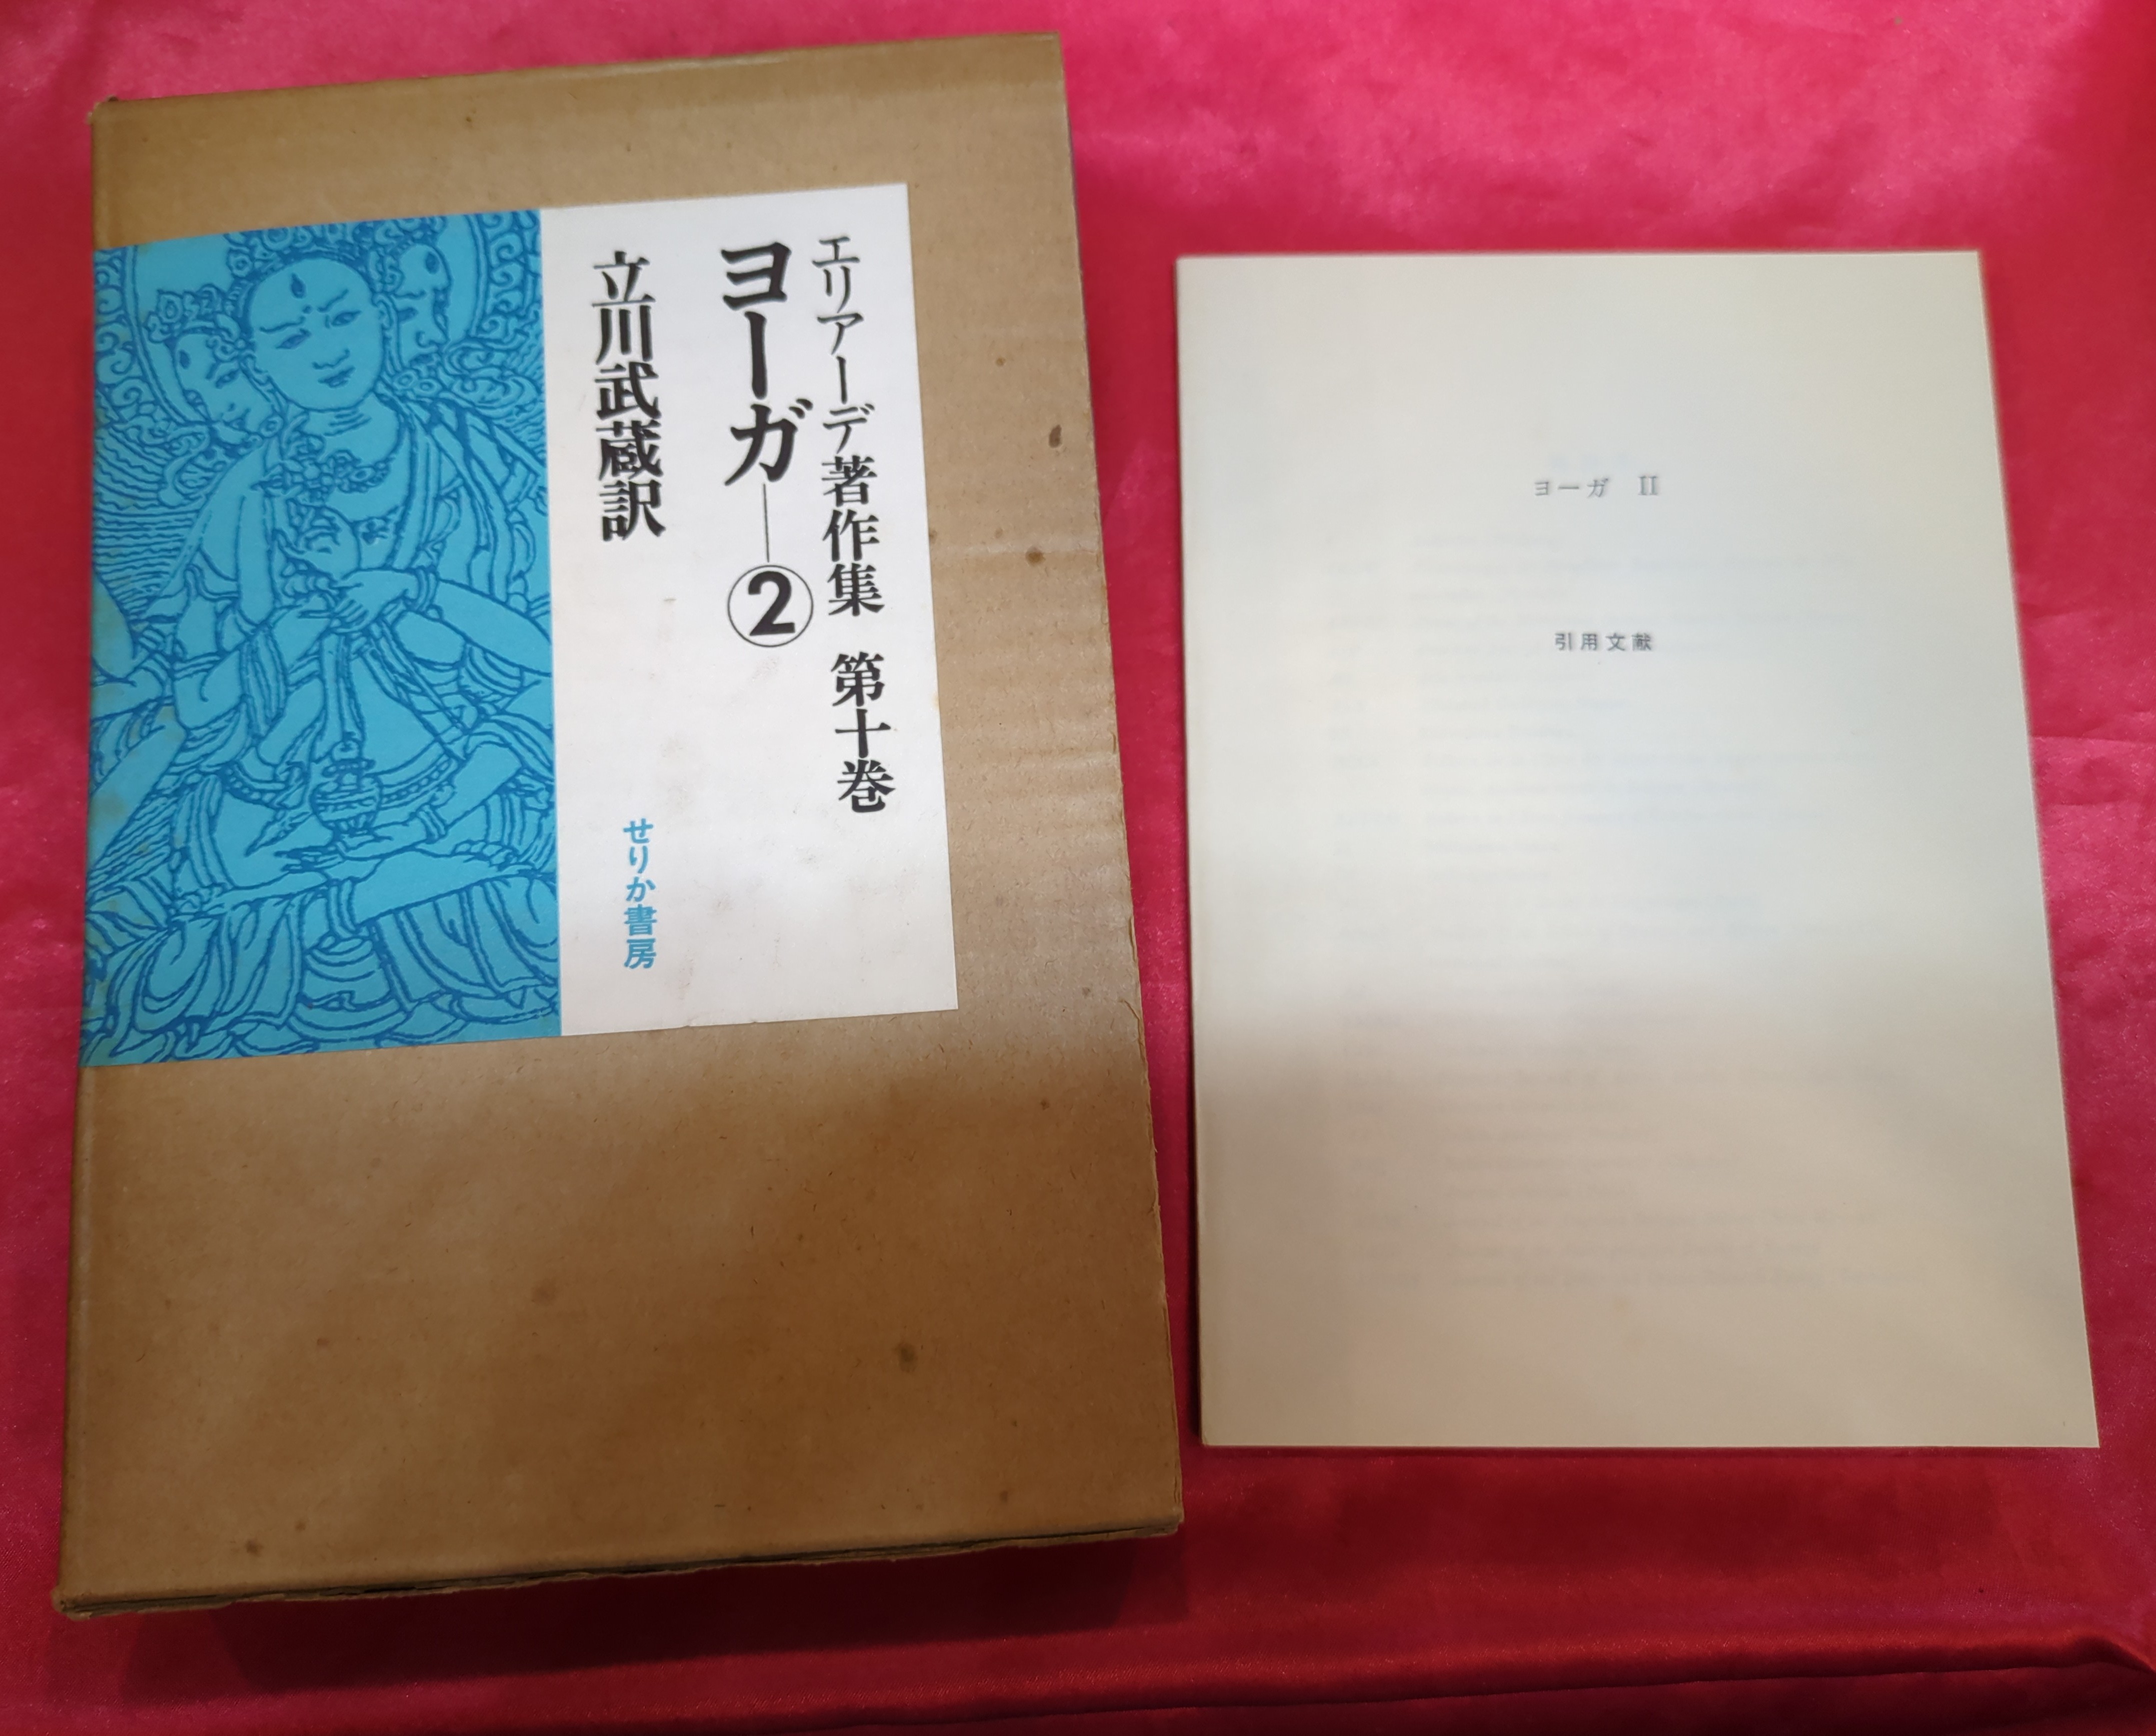 エリアーデ著作集 第十巻
ヨーガ―②
立川武蔵訳
せりか書房
ヨーガ II
引用文献